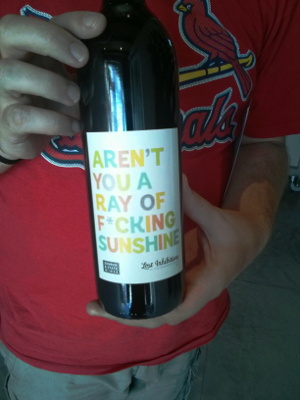 AREN'T
YOU A
RAY OF
F*CKING
SUNSHINE
Lost Inhibitions